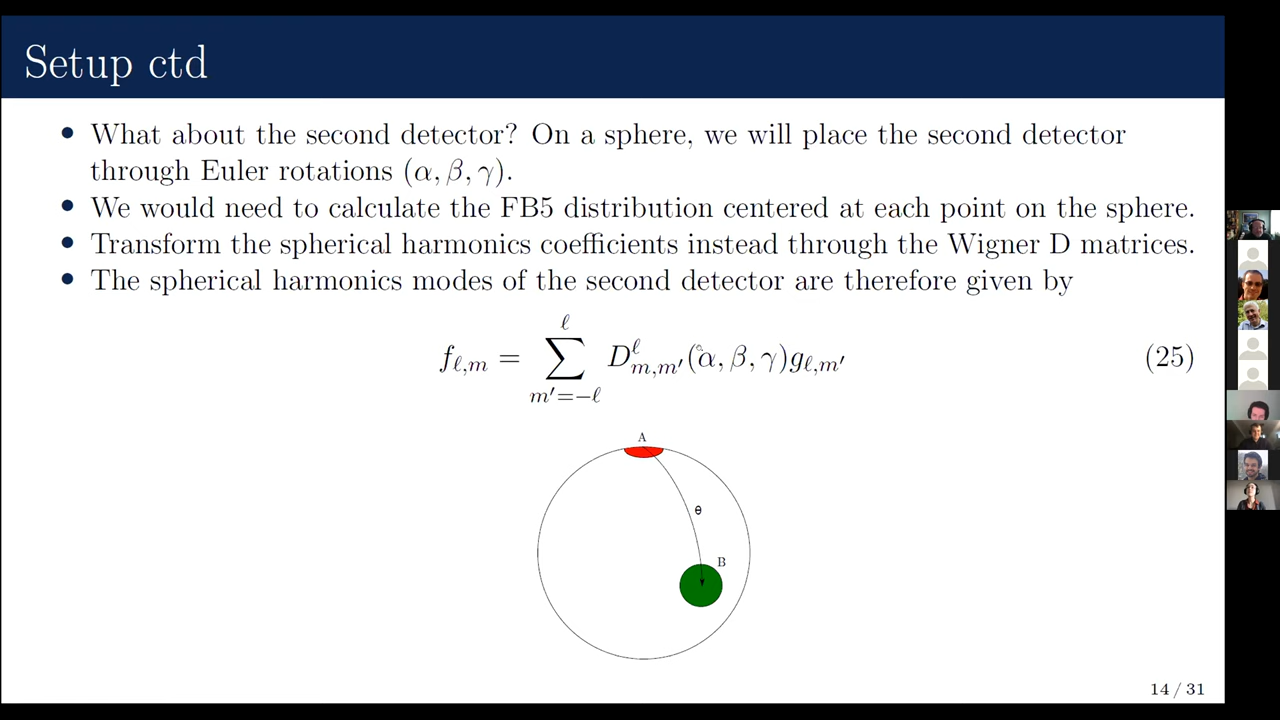 Setup ctd
• What about the second detector? On a sphere, we will place the second detector
through Euler rotations (α, β, γ).
• We would need to calculate the FB5 distribution centered at each point on the sphere.
• Transform the spherical harmonics coefficients instead through the Wigner D matrices.
• The spherical harmonics modes of the second detector are therefore given by
f_{ℓ,m} = \sum_{m'=-ℓ}^{ℓ} D^{ℓ}_{m,m'}(α, β, γ)g_{ℓ,m'} (25)
A
θ
B
14 / 31